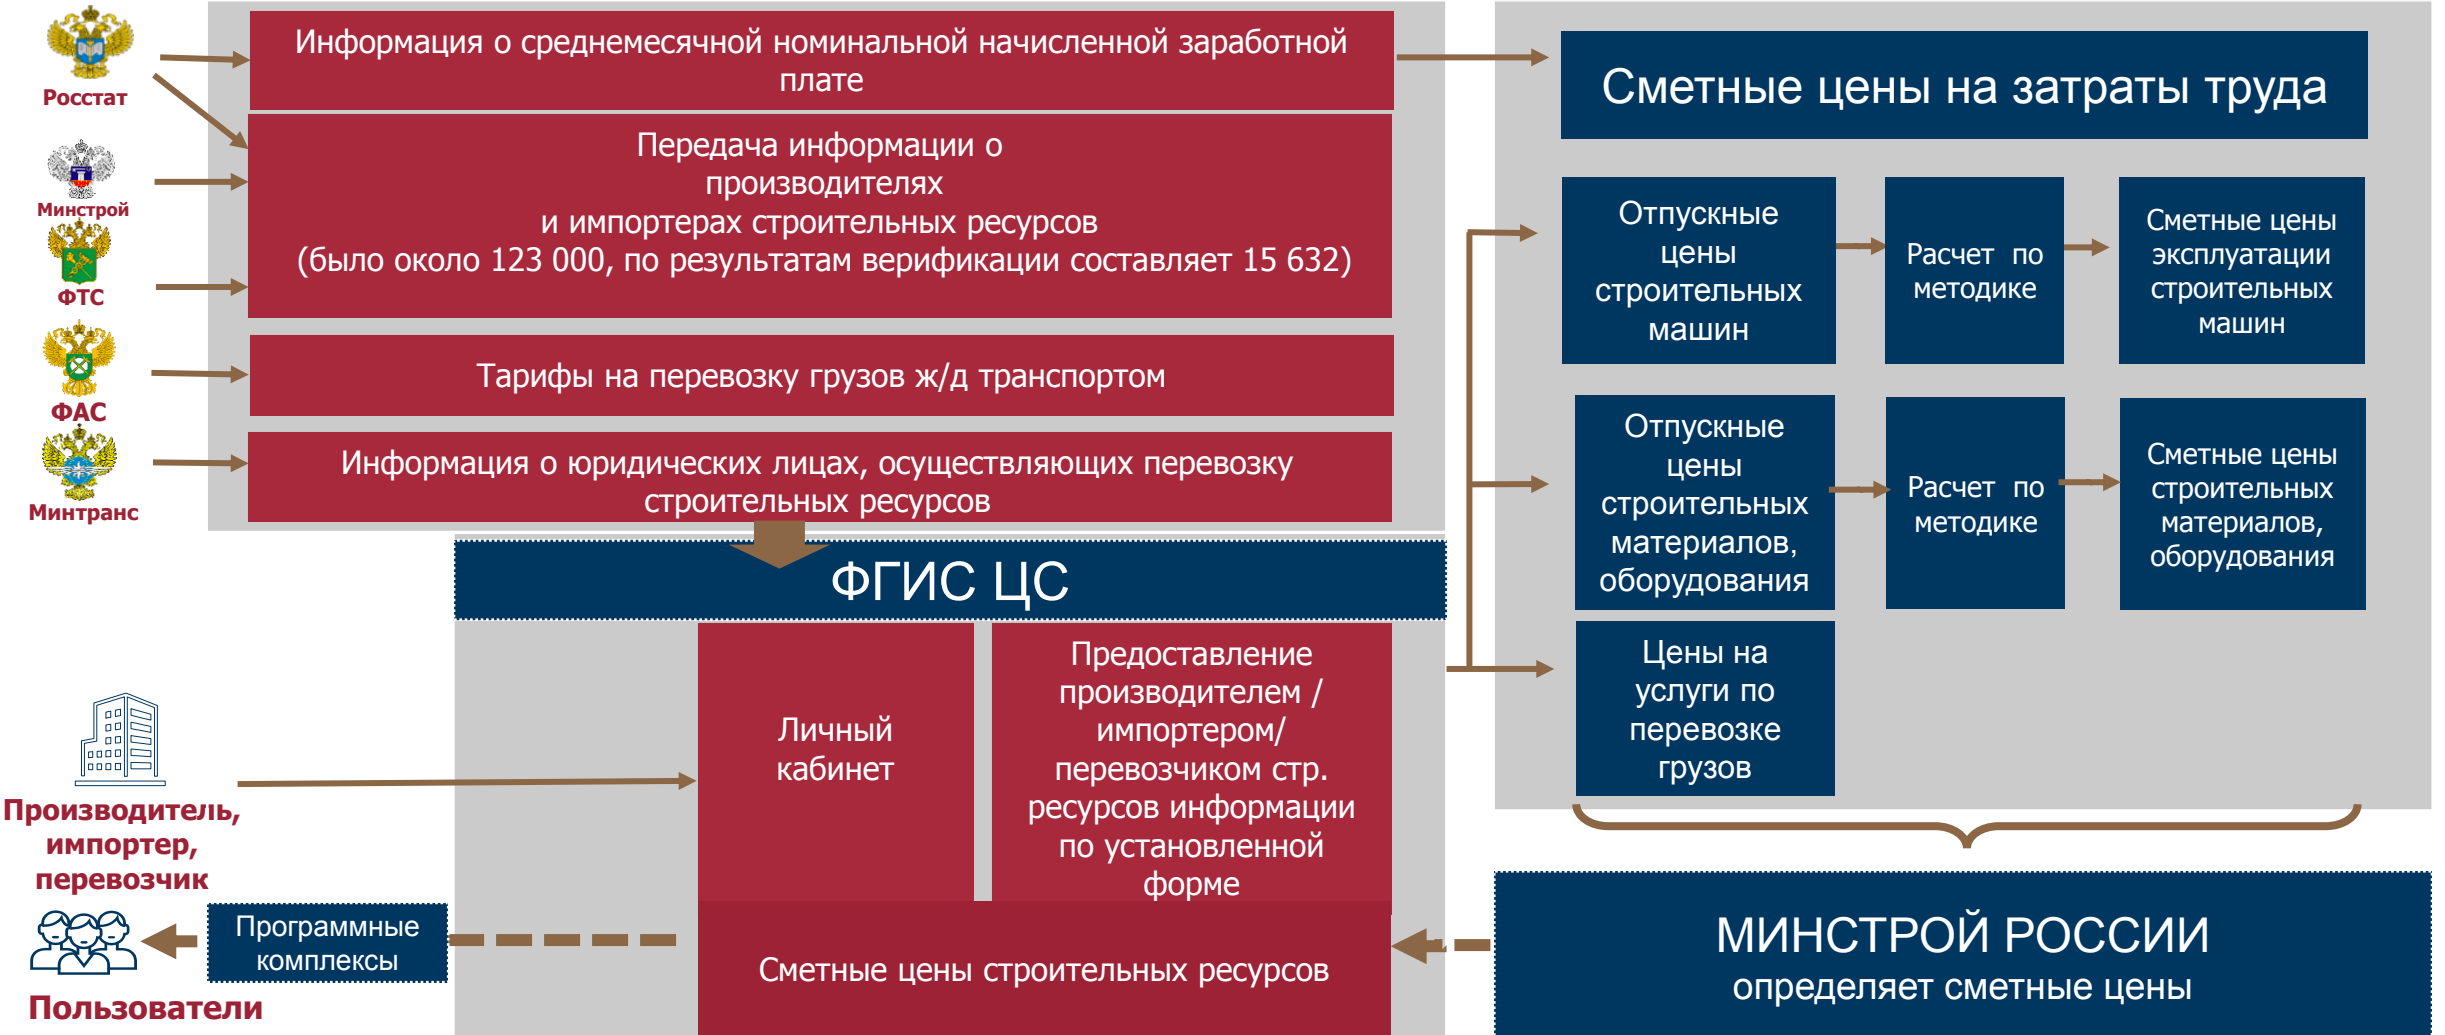 Росстат
Минстрой
ФТС
ФАС
Минтранс
Информация о среднемесячной номинальной начисленной заработной
плате
Передача информации о
производителях
и импортерах строительных ресурсов
(было около 123 000, по результатам верификации составляет 15 632)
Тарифы на перевозку грузов ж/д транспортом
Информация о юридических лицах, осуществляющих перевозку
строительных ресурсов
ФГИС ЦС
Производитель,
импортер,
перевозчик
Личный
кабинет
Предоставление
производителем /
импортером/
перевозчиком стр.
ресурсов информации
по установленной
форме
Сметные цены строительных ресурсов
Программные
комплексы
Пользователи
Сметные цены на затраты труда
Отпускные
цены
строительных
машин
Расчет по
методике
Сметные цены
эксплуатации
строительных
машин
Отпускные
цены
строительных
материалов,
оборудования
Расчет по
методике
Сметные цены
строительных
материалов,
оборудования
Цены на
услуги по
перевозке
грузов
МИНСТРОЙ РОССИИ
определяет сметные цены